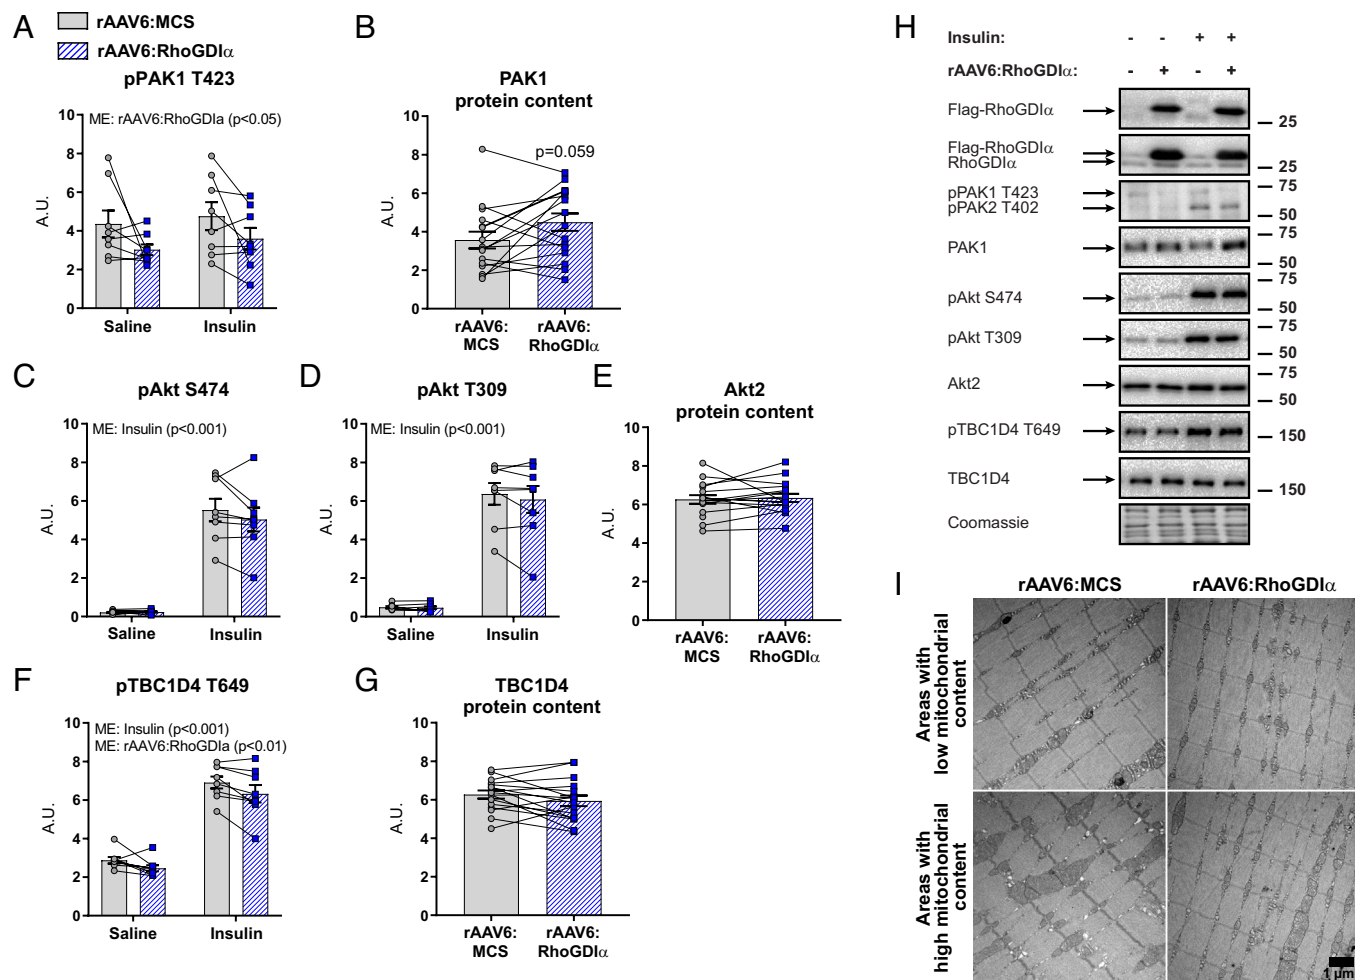 A
rAAV6:MCS
rAAV6:RhoGDIα
pPAK1 T423
ME: rAAV6:RhoGDIa (p<0.05)
A.U.
10
8
6
4
2
0
Saline
Insulin
B
PAK1
protein content
p=0.059
A.U.
10
8
6
4
2
0
rAAV6:
MCS
rAAV6:
RhoGDIα
C
pAkt S474
ME: Insulin (p<0.001)
A.U.
10
8
6
4
2
0
Saline
Insulin
D
pAkt T309
ME: Insulin (p<0.001)
A.U.
10
8
6
4
2
0
Saline
Insulin
E
Akt2
protein content
A.U.
10
8
6
4
2
0
rAAV6:
MCS
rAAV6:
RhoGDIα
F
pTBC1D4 T649
ME: Insulin (p<0.001)
ME: rAAV6:RhoGDIa (p<0.01)
A.U.
10
8
6
4
2
0
Saline
Insulin
G
TBC1D4
protein content
A.U.
10
8
6
4
2
0
rAAV6:
MCS
rAAV6:
RhoGDIα
H
Insulin: - - + +
rAAV6:RhoGDIα: - + - +
Flag-RhoGDIα
25
Flag-RhoGDIα
RhoGDIα
25
pPAK1 T423
75
pPAK2 T402
50
PAK1
75
50
pAkt S474
75
50
pAkt T309
75
50
Akt2
75
50
pTBC1D4 T649
150
TBC1D4
150
Coomassie
I
rAAV6:MCS
rAAV6:RhoGDIα
Areas with
low mitochondrial
content
Areas with
high mitochondrial
content
1 µm